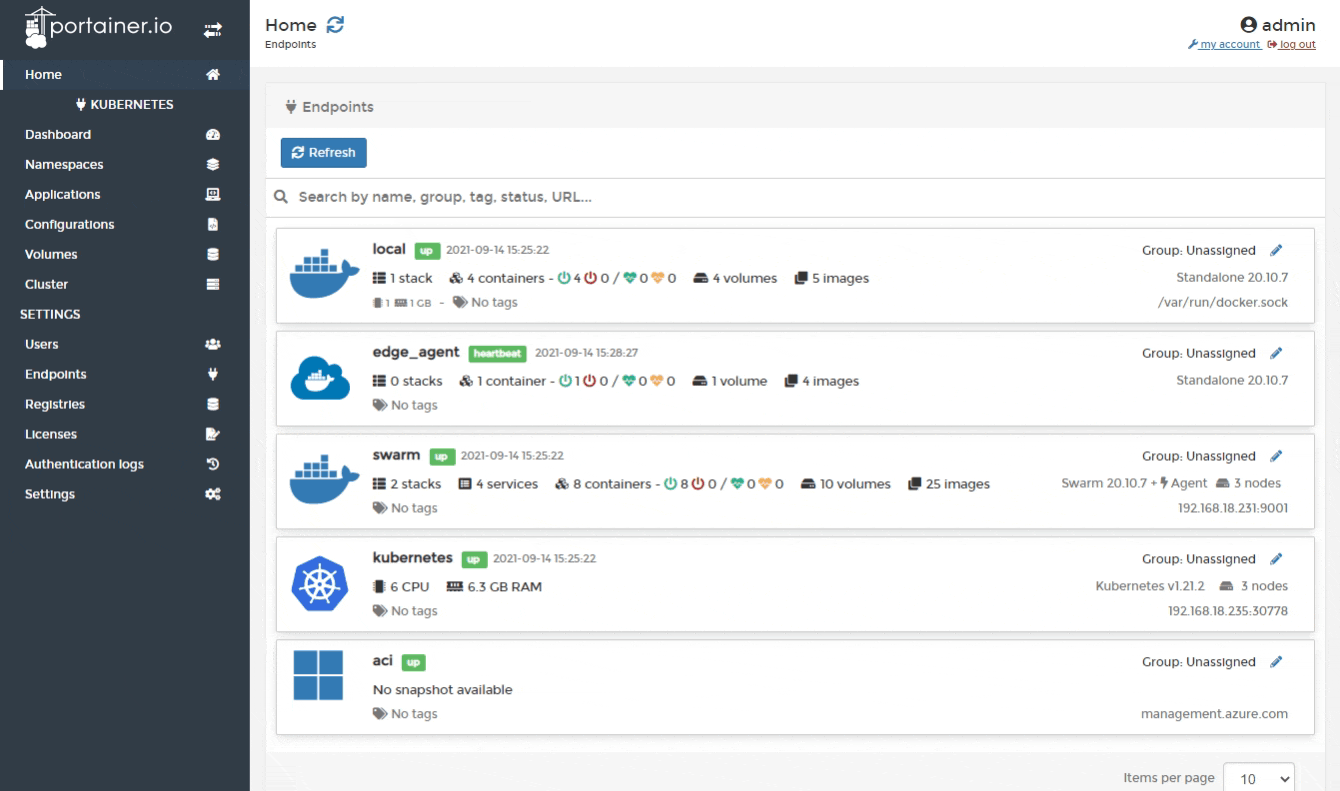 portainer.io
Home
KUBERNETES
Dashboard
Namespaces
Applications
Configurations
Volumes
Cluster
SETTINGS
Users
Endpoints
Registries
Licenses
Authentication logs
Settings
Home
Endpoints
admin
my account log out
Endpoints
Refresh
Search by name, group, tag, status, URL...
local up 2021-09-14 15:25:22 Group: Unassigned
1 stack 4 containers - 4 0 / 0 0 4 volumes 5 images Standalone 20.10.7
1 1 GB - No tags /var/run/docker.sock
edge_agent heartbeat 2021-09-14 15:28:27 Group: Unassigned
0 stacks 1 container - 1 0 / 0 0 1 volume 4 images Standalone 20.10.7
No tags
swarm up 2021-09-14 15:25:22 Group: Unassigned
2 stacks 4 services 8 containers - 8 0 / 0 0 10 volumes 25 images Swarm 20.10.7 + Agent 3 nodes
No tags 192.168.18.231:9001
kubernetes up 2021-09-14 15:25:22 Group: Unassigned
6 CPU 6.3 GB RAM Kubernetes v1.21.2 3 nodes
No tags 192.168.18.235:30778
aci up Group: Unassigned
No snapshot available
No tags management.azure.com
Items per page 10